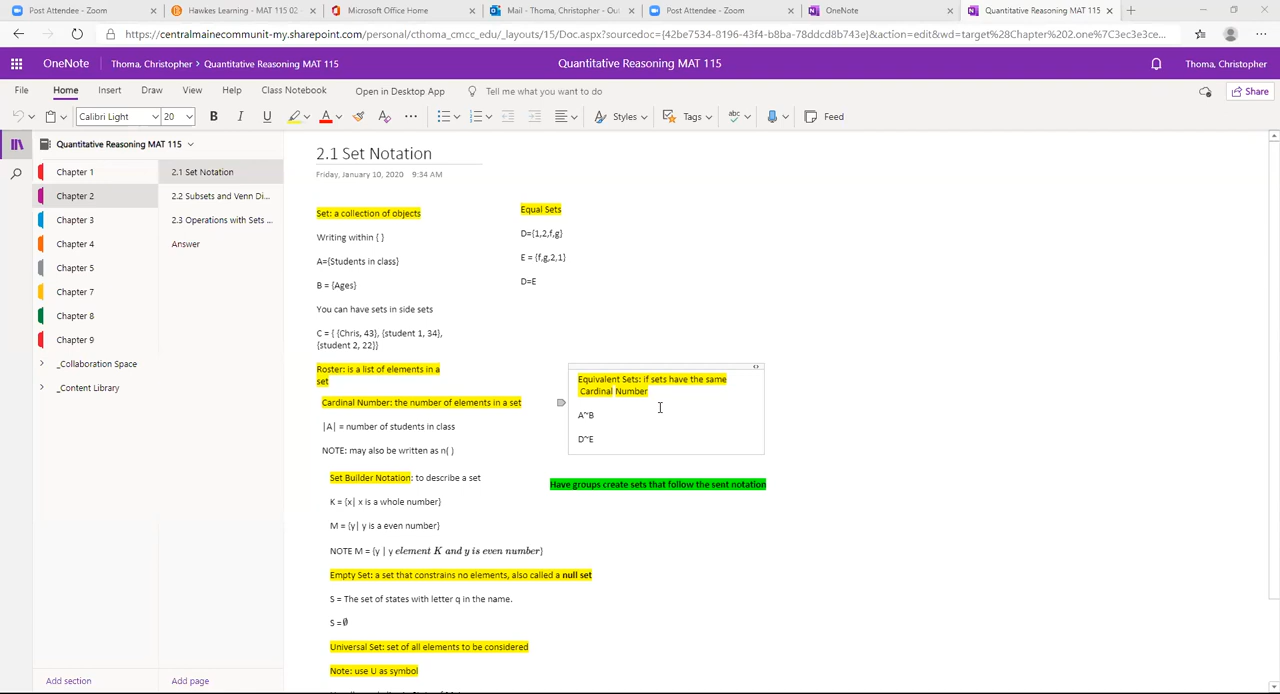 Post Attendee - Zoom
Hawkes Learning - MAT 115 02
Microsoft Office Home
Mail - Thoma, Christopher - Ou
Post Attendee - Zoom
OneNote
Quantitative Reasoning MAT 115
https://centralmainecommunit-my.sharepoint.com/personal/cthoma_cmcc_edu/_layouts/15/Doc.aspx?sourcedoc={42be7534-8196-43f4-b8ba-78ddcd8b743e}&action=edit&wd=target%28Chapter%202.one%7C3ec3e3ce...
OneNote
Thoma, Christopher > Quantitative Reasoning MAT 115
Quantitative Reasoning MAT 115
Thoma, Christopher
File
Home
Insert
Draw
View
Help
Class Notebook
Open in Desktop App
Tell me what you want to do
Share
Calibri Light
20
B
I
U
A
Styles
Tags
abc
Feed
Quantitative Reasoning MAT 115
Chapter 1
Chapter 2
Chapter 3
Chapter 4
Chapter 5
Chapter 7
Chapter 8
Chapter 9
_Collaboration Space
_Content Library
Add section
2.1 Set Notation
2.2 Subsets and Venn Di...
2.3 Operations with Sets ...
Answer
Add page
2.1 Set Notation
Friday, January 10, 2020 9:34 AM
Set: a collection of objects
Writing within { }
A={Students in class}
B = {Ages}
You can have sets in side sets
C = { {Chris, 43}, {student 1, 34},
{student 2, 22}}
Roster: is a list of elements in a
set
Cardinal Number: the number of elements in a set
|A| = number of students in class
NOTE: may also be written as n( )
Set Builder Notation: to describe a set
K = {x| x is a whole number}
M = {y| y is a even number}
NOTE M = {y | y element K and y is even number}
Empty Set: a set that constrains no elements, also called a null set
S = The set of states with letter q in the name.
S =∅
Universal Set: set of all elements to be considered
Note: use U as symbol
Equal Sets
D={1,2,f,g}
E = {f,g,2,1}
D=E
Equivalent Sets: if sets have the same
Cardinal Number
A~B
D~E
Have groups create sets that follow the sent notation